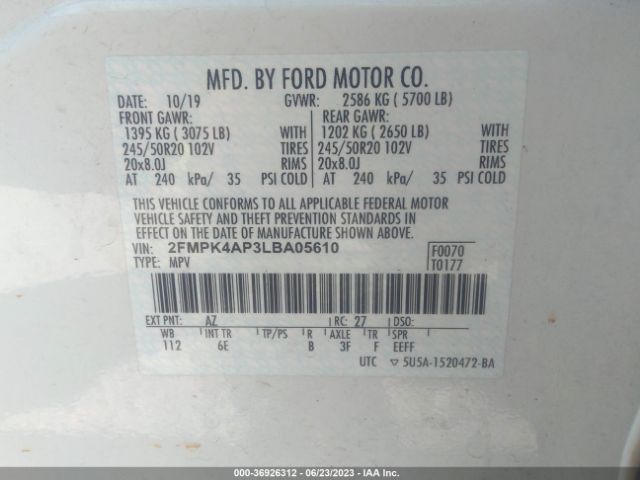 MFD. BY FORD MOTOR CO.
DATE: 10/19 GVWR: 2586 KG ( 5700 LB)
FRONT GAWR: REAR GAWR:
1395 KG ( 3075 LB) WITH 1202 KG ( 2650 LB) WITH
245/50R20 102V TIRES 245/50R20 102V TIRES
20x8.0J RIMS 20x8.0J RIMS
AT 240 kPa/ 35 PSI COLD AT 240 kPa/ 35 PSI COLD
THIS VEHICLE CONFORMS TO ALL APPLICABLE FEDERAL MOTOR
VEHICLE SAFETY AND THEFT PREVENTION STANDARDS IN
EFFECT ON THE DATE OF MANUFACTURE SHOWN ABOVE.
VIN: 2FMPK4AP3LBA05610 F0070
TYPE: MPV T0177
EXT PNT: AZ RC: 27 DSO:
WB INT TR TP/PS R AXLE TR SPR
112 6E B 3F F EEFF
UTC ▽ 5U5A-1520472-BA
000-36926312 - 06/23/2023 - IAA Inc.